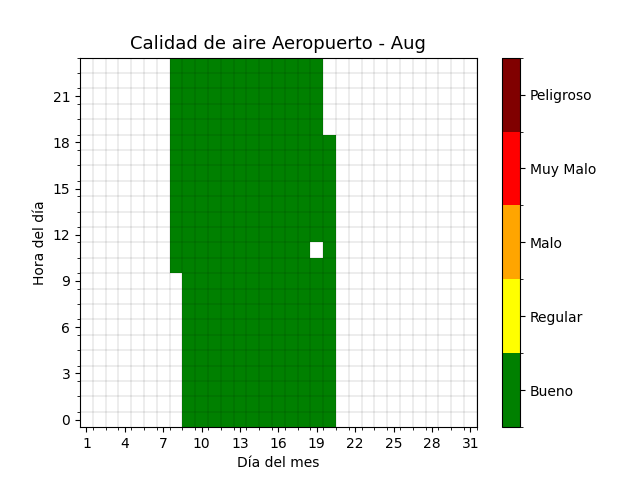 Calidad de aire Aeropuerto - Aug
Hora del día
21
18
15
12
9
6
3
0
1 4 7 10 13 16 19 22 25 28 31
Día del mes
Peligroso
Muy Malo
Malo
Regular
Bueno